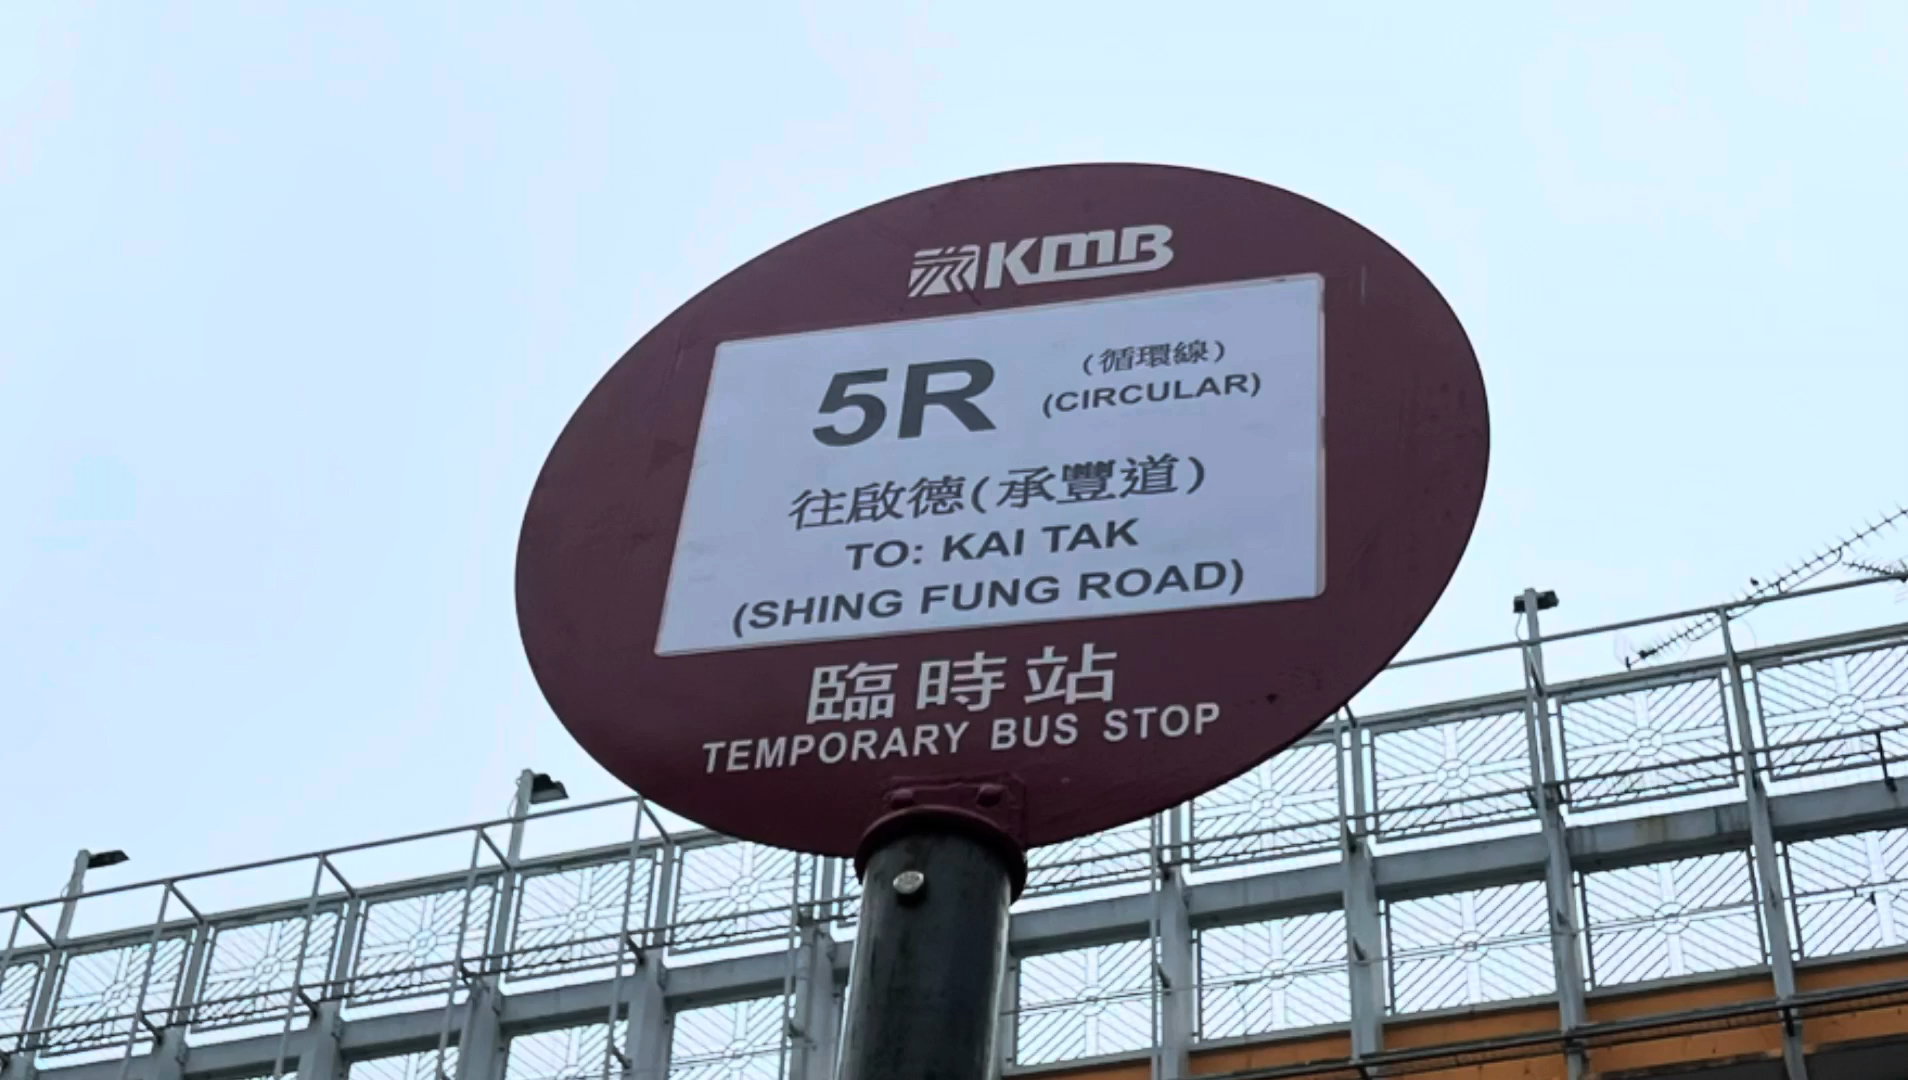 KMB
5R
(循環線)
(CIRCULAR)
往啟德(承豐道)
TO: KAI TAK
(SHING FUNG ROAD)
臨時站
TEMPORARY BUS STOP